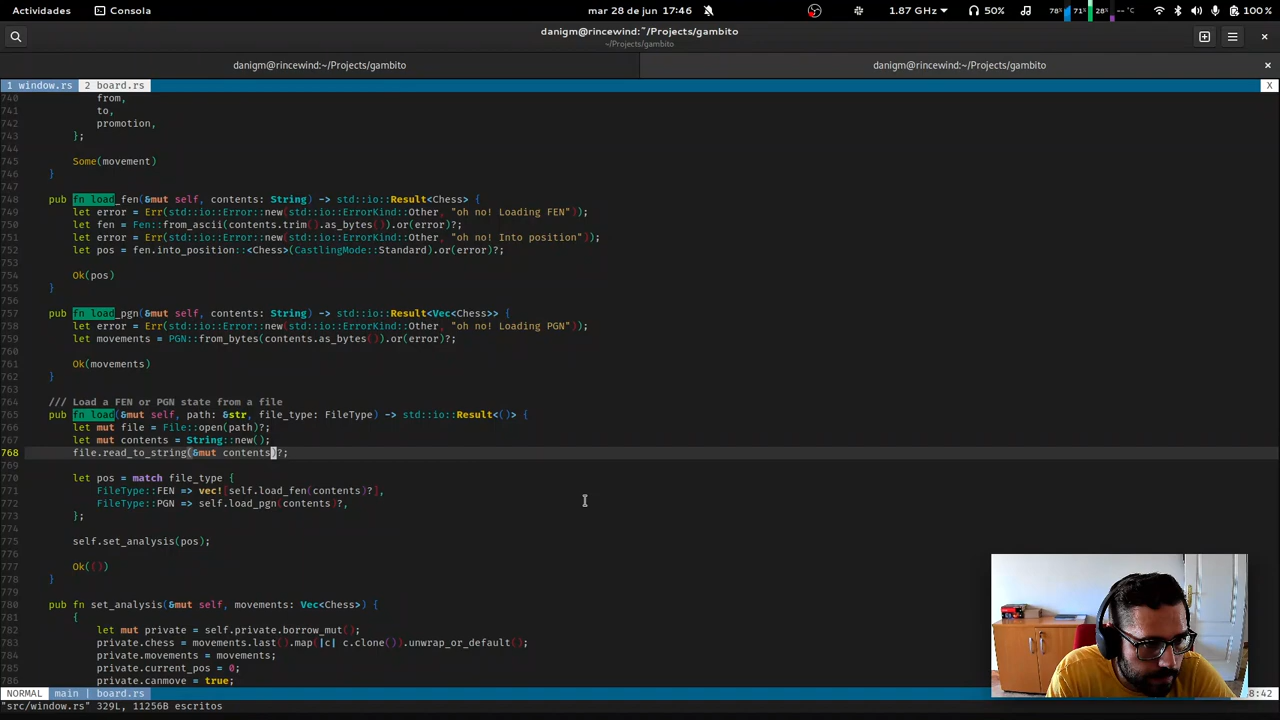 Actividades Consola mar 28 de jun 17:46 1.87 GHz 50% 78% 71% 28% --°C 100 %
danigm@rincewind:~/Projects/gambito
~/Projects/gambito
danigm@rincewind:~/Projects/gambito danigm@rincewind:~/Projects/gambito
1 window.rs 2 board.rs X
740 from,
741 to,
742 promotion,
743 };
744
745 Some(movement)
746 }
747
748 pub fn load_fen(&mut self, contents: String) -> std::io::Result<Chess> {
749 let error = Err(std::io::Error::new(std::io::ErrorKind::Other, "oh no! Loading FEN"));
750 let fen = Fen::from_ascii(contents.trim().as_bytes()).or(error)?;
751 let error = Err(std::io::Error::new(std::io::ErrorKind::Other, "oh no! Into position"));
752 let pos = fen.into_position::<Chess>(CastlingMode::Standard).or(error)?;
753
754 Ok(pos)
755 }
756
757 pub fn load_pgn(&mut self, contents: String) -> std::io::Result<Vec<Chess>> {
758 let error = Err(std::io::Error::new(std::io::ErrorKind::Other, "oh no! Loading PGN"));
759 let movements = PGN::from_bytes(contents.as_bytes()).or(error)?;
760
761 Ok(movements)
762 }
763
764 /// Load a FEN or PGN state from a file
765 pub fn load(&mut self, path: &str, file_type: FileType) -> std::io::Result<()> {
766 let mut file = File::open(path)?;
767 let mut contents = String::new();
768 file.read_to_string(&mut contents)?;
769
770 let pos = match file_type {
771 FileType::FEN => vec![self.load_fen(contents)?],
772 FileType::PGN => self.load_pgn(contents)?,
773 };
774
775 self.set_analysis(pos);
776
777 Ok(())
778 }
779
780 pub fn set_analysis(&mut self, movements: Vec<Chess>) {
781 {
782 let mut private = self.private.borrow_mut();
783 private.chess = movements.last().map(|c| c.clone()).unwrap_or_default();
784 private.movements = movements;
785 private.current_pos = 0;
786 private.canmove = true;
NORMAL main | board.rs 8:42
"src/window.rs" 329L, 11256B escritos